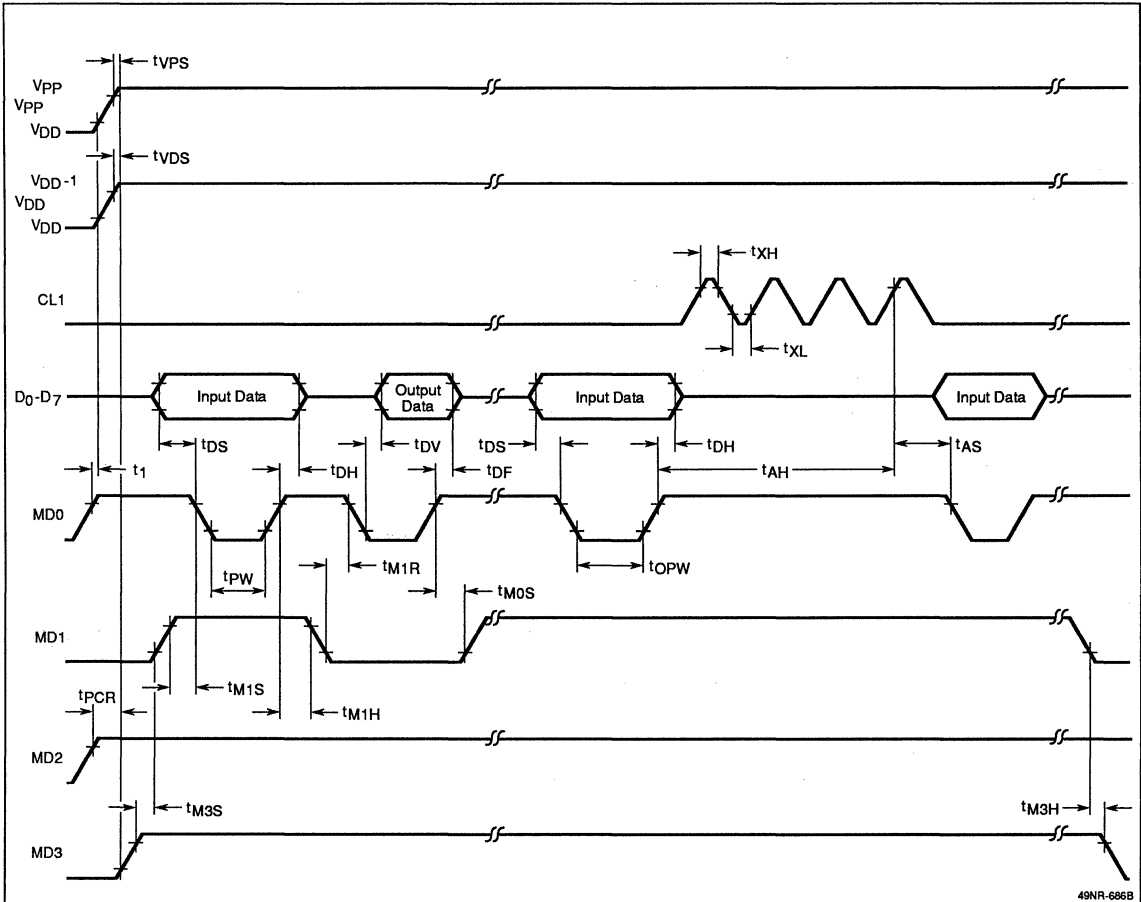 tVPS
VPP
VPP
VDD
tVDS
VDD-1
VDD
VDD
tXH
CL1
tXL
D0-D7 Input Data Output Data Input Data Input Data
tDS tDV tDS tDH tAS
t1 tDH tDF tAH
MD0
tPW tM1R tOPW
tM0S
MD1
tPCR tM1S tM1H
MD2
tM3S tM3H
MD3
49NR-686B